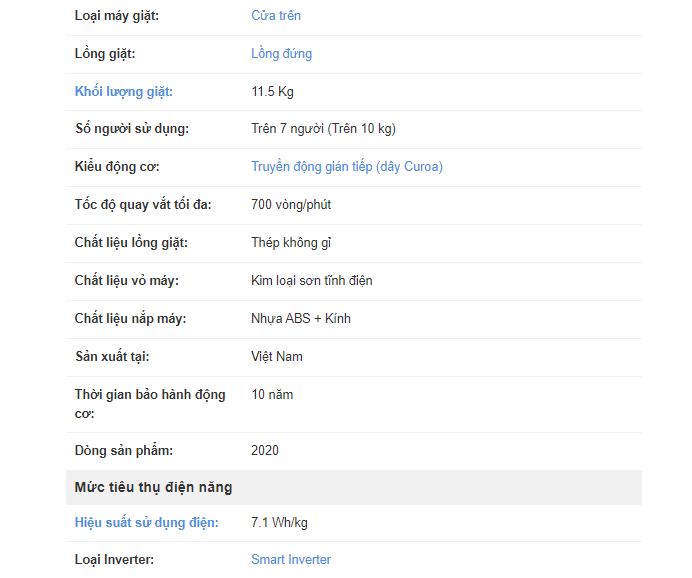 Loại máy giặt: Cửa trên
Lồng giặt: Lồng đứng
Khối lượng giặt: 11.5 Kg
Số người sử dụng: Trên 7 người (Trên 10 kg)
Kiểu động cơ: Truyền động gián tiếp (dây Curoa)
Tốc độ quay vắt tối đa: 700 vòng/phút
Chất liệu lồng giặt: Thép không gỉ
Chất liệu vỏ máy: Kim loại sơn tĩnh điện
Chất liệu nắp máy: Nhựa ABS + Kính
Sản xuất tại: Việt Nam
Thời gian bảo hành động 10 năm
cơ:
Dòng sản phẩm: 2020
Mức tiêu thụ điện năng
Hiệu suất sử dụng điện: 7.1 Wh/kg
Loại Inverter: Smart Inverter